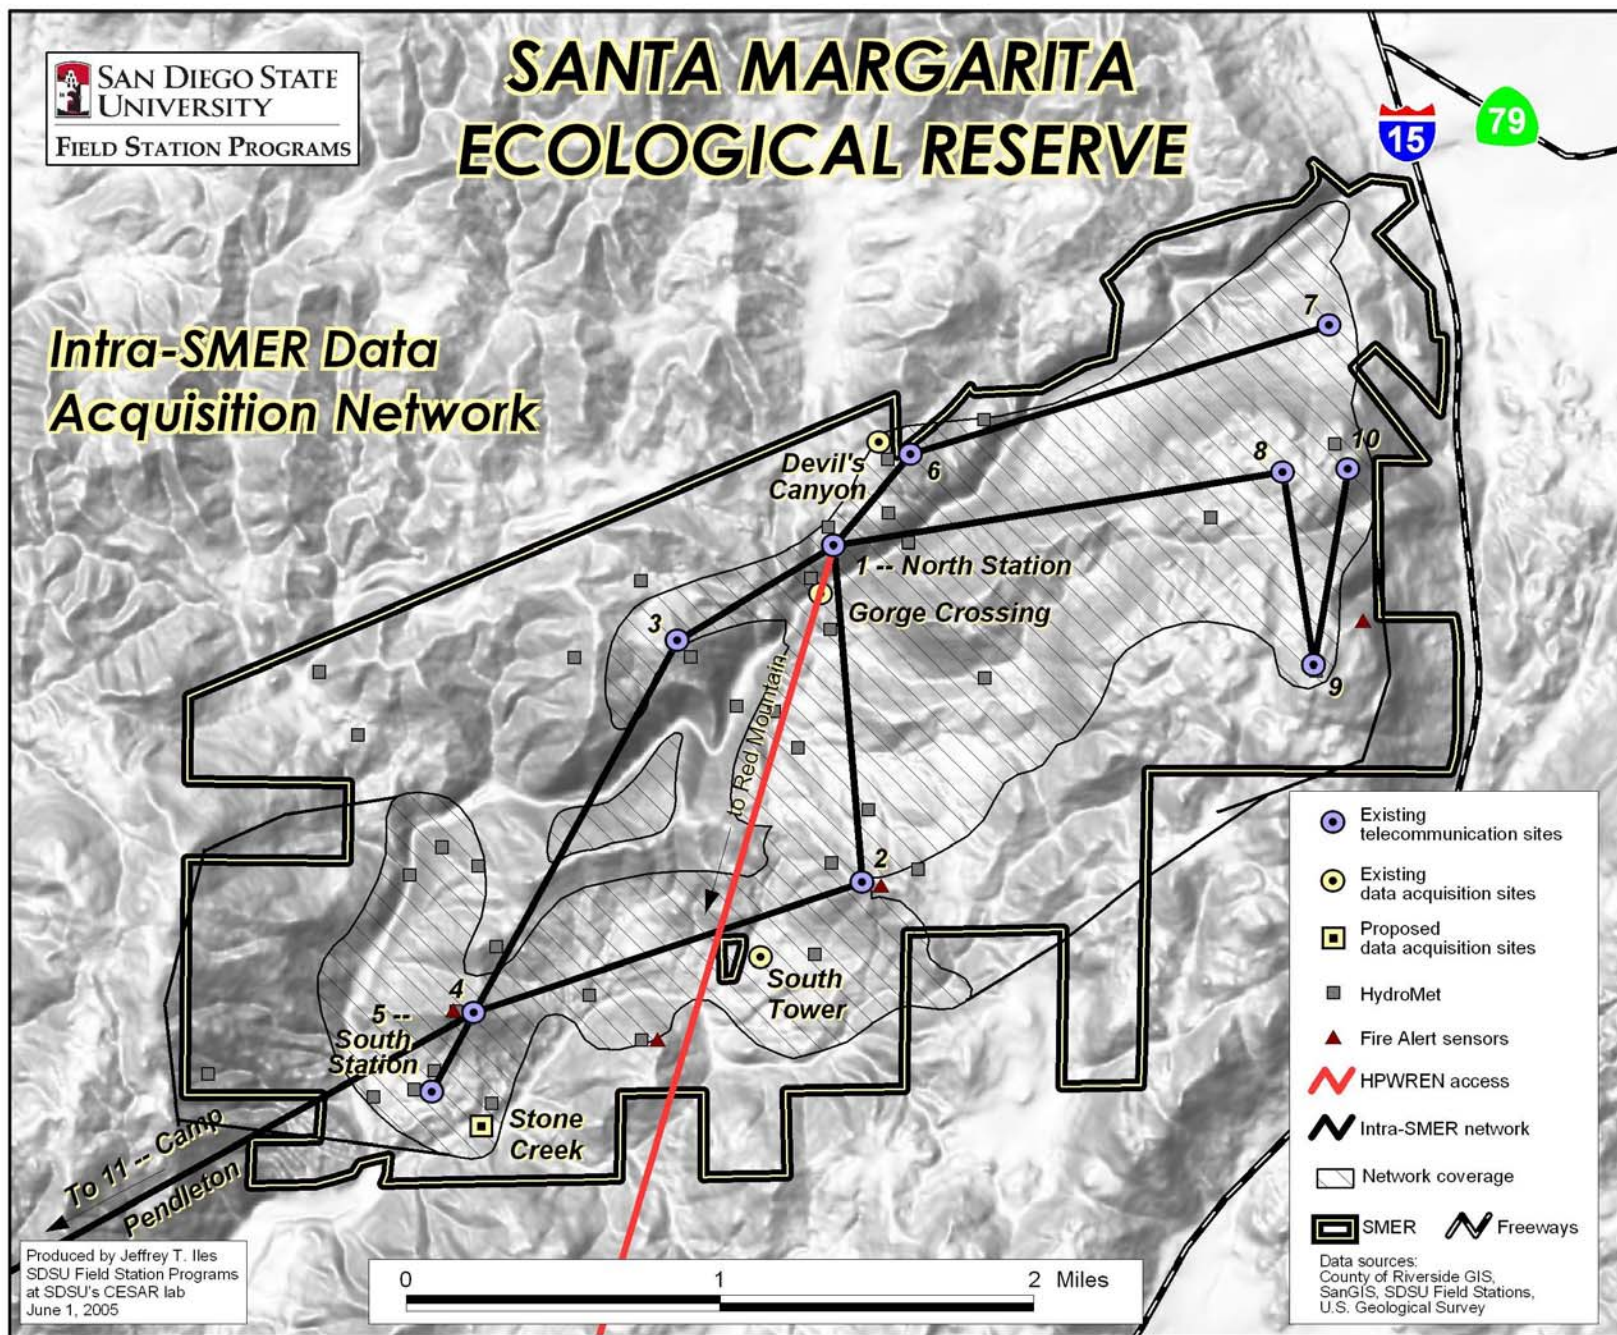 SAN DIEGO STATE
UNIVERSITY
FIELD STATION PROGRAMS
SANTA MARGARITA
ECOLOGICAL RESERVE
15
79
Intra-SMER Data
Acquisition Network
7
8
10
Devil's
Canyon
6
1 -- North Station
Gorge Crossing
3
9
to Red Mountain
2
4
5 --
South
Station
South
Tower
Stone
Creek
To 11 -- Camp
Pendleton
Existing
telecommunication sites
Existing
data acquisition sites
Proposed
data acquisition sites
HydroMet
Fire Alert sensors
HPWREN access
Intra-SMER network
Network coverage
SMER
Freeways
Data sources:
County of Riverside GIS,
SanGIS, SDSU Field Stations,
U.S. Geological Survey
Produced by Jeffrey T. Iles
SDSU Field Station Programs
at SDSU's CESAR lab
June 1, 2005
0 1 2 Miles